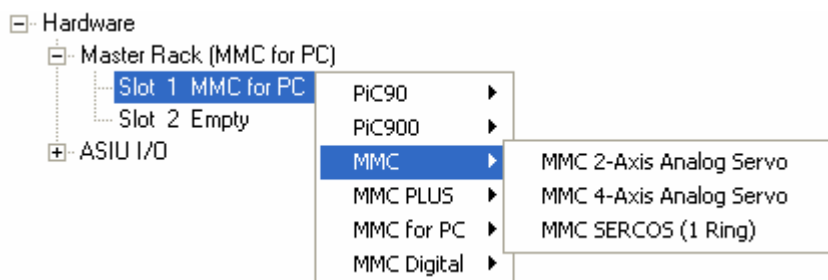 Hardware
Master Rack (MMC for PC)
Slot 1 MMC for PC
Slot 2 Empty
ASIU I/O
PiC90
PiC900
MMC
MMC PLUS
MMC for PC
MMC Digital
MMC 2-Axis Analog Servo
MMC 4-Axis Analog Servo
MMC SERCOS (1 Ring)